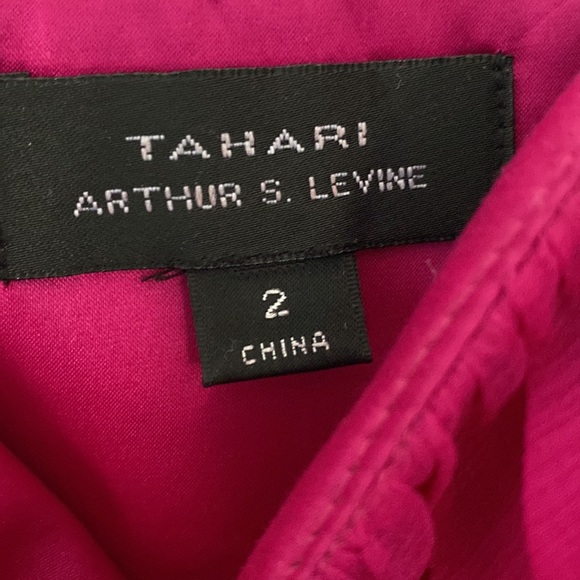 TAHARI
ARTHUR S. LEVINE
2
CHINA